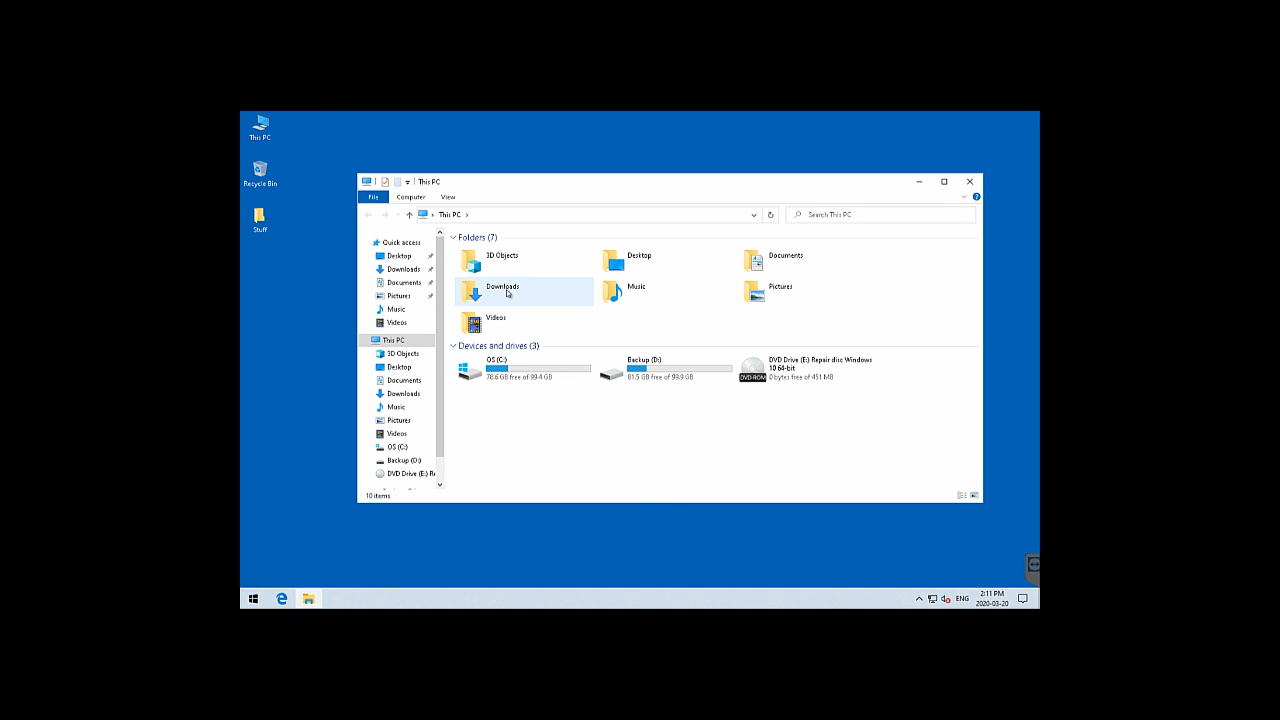 This PC
Recycle Bin
Stuff
This PC
File
Computer
View
This PC
Search This PC
Quick access
Desktop
Downloads
Documents
Pictures
Music
Videos
This PC
3D Objects
Desktop
Documents
Downloads
Music
Pictures
Videos
OS (C:)
Backup (D:)
DVD Drive (E:) R
Folders (7)
3D Objects
Desktop
Documents
Downloads
Music
Pictures
Videos
Devices and drives (3)
OS (C:)
78.6 GB free of 99.4 GB
Backup (D:)
81.5 GB free of 99.9 GB
DVD-ROM
DVD Drive (E:) Repair disc Windows
10 64-bit
0 bytes free of 451 MB
10 items
ENG
2:11 PM
2020-03-20